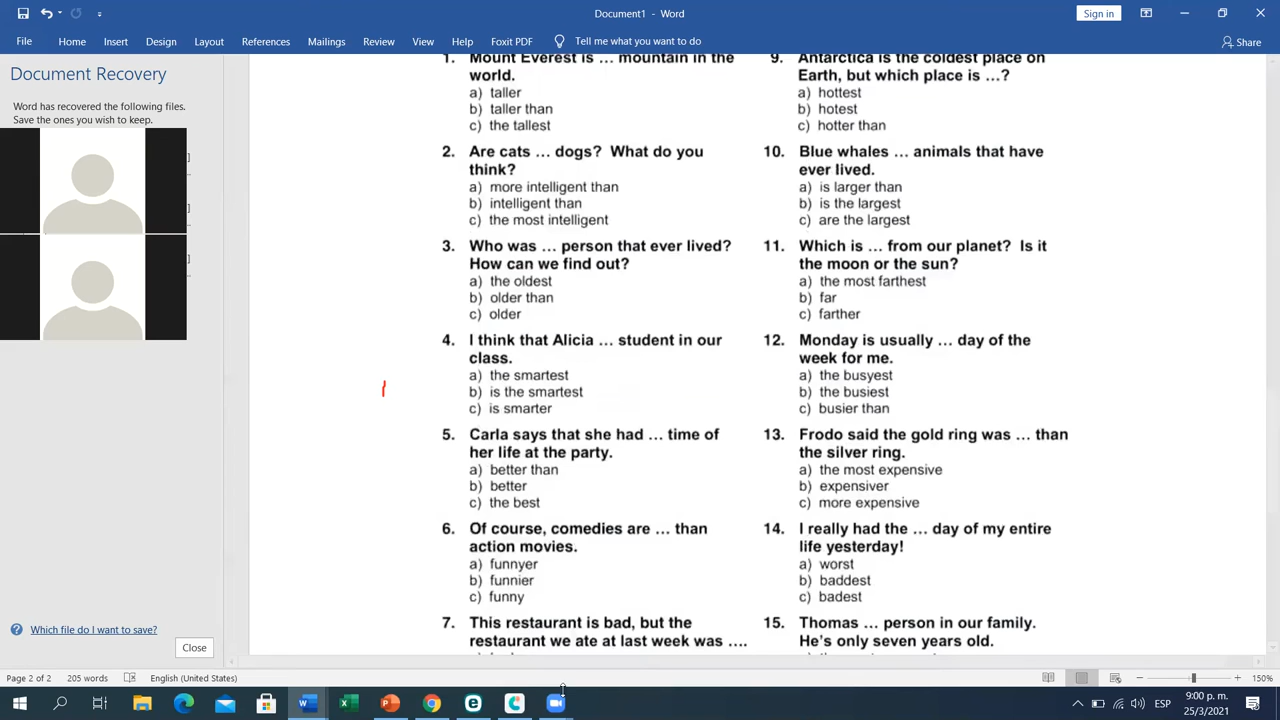 Document1 - Word
Sign in
File Home Insert Design Layout References Mailings Review View Help Foxit PDF Tell me what you want to do Share
Document Recovery
Word has recovered the following files.
Save the ones you wish to keep.
Which file do I want to save?
Close
1. Mount Everest is … mountain in the
world.
a) taller
b) taller than
c) the tallest
2. Are cats … dogs? What do you
think?
a) more intelligent than
b) intelligent than
c) the most intelligent
3. Who was … person that ever lived?
How can we find out?
a) the oldest
b) older than
c) older
4. I think that Alicia … student in our
class.
a) the smartest
b) is the smartest
c) is smarter
5. Carla says that she had … time of
her life at the party.
a) better than
b) better
c) the best
6. Of course, comedies are … than
action movies.
a) funnyer
b) funnier
c) funny
7. This restaurant is bad, but the
restaurant we ate at last week was ….
9. Antarctica is the coldest place on
Earth, but which place is …?
a) hottest
b) hotest
c) hotter than
10. Blue whales … animals that have
ever lived.
a) is larger than
b) is the largest
c) are the largest
11. Which is … from our planet? Is it
the moon or the sun?
a) the most farthest
b) far
c) farther
12. Monday is usually … day of the
week for me.
a) the busyest
b) the busiest
c) busier than
13. Frodo said the gold ring was … than
the silver ring.
a) the most expensive
b) expensiver
c) more expensive
14. I really had the … day of my entire
life yesterday!
a) worst
b) baddest
c) badest
15. Thomas … person in our family.
He's only seven years old.
Page 2 of 2 205 words English (United States) 150%
ESP
9:00 p. m.
25/3/2021